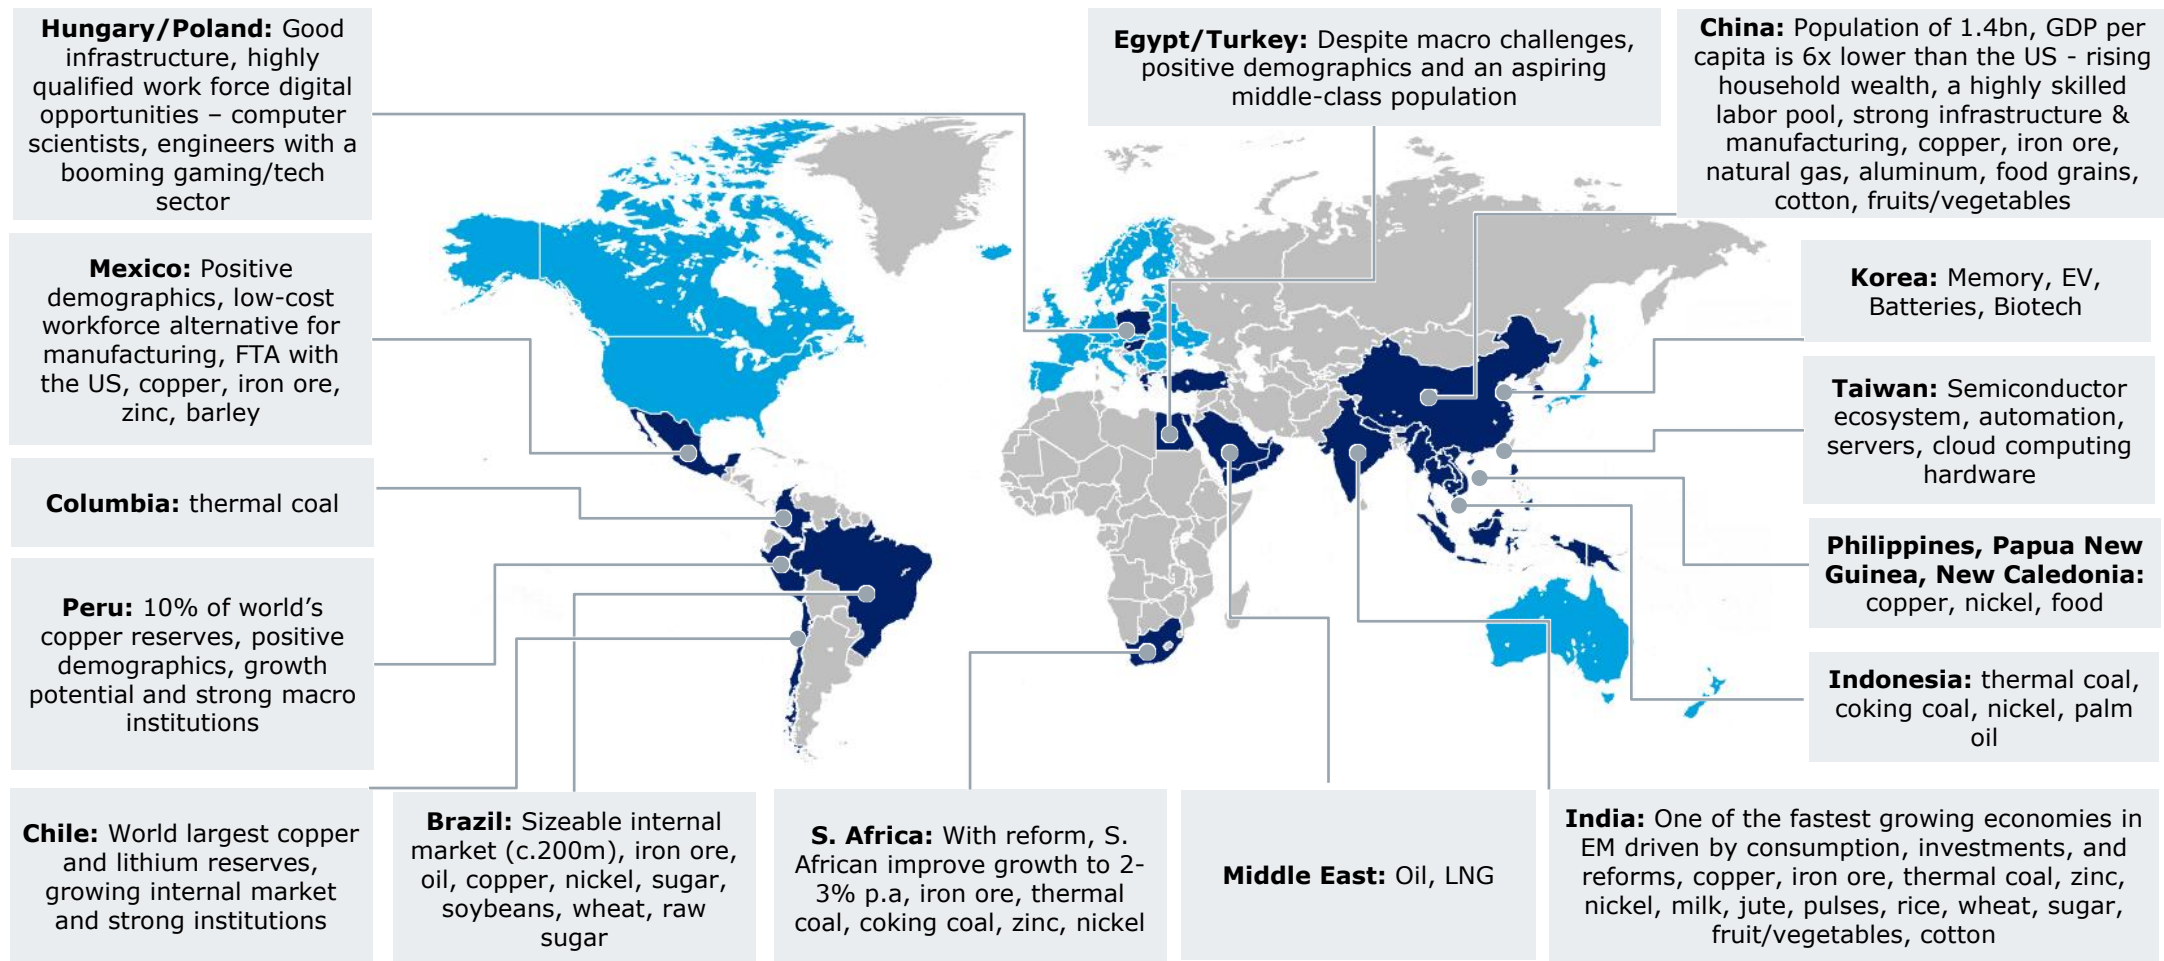 Hungary/Poland: Good
infrastructure, highly
qualified work force digital
opportunities – computer
scientists, engineers with a
booming gaming/tech
sector
Egypt/Turkey: Despite macro challenges,
positive demographics and an aspiring
middle-class population
China: Population of 1.4bn, GDP per
capita is 6x lower than the US - rising
household wealth, a highly skilled
labor pool, strong infrastructure &
manufacturing, copper, iron ore,
natural gas, aluminum, food grains,
cotton, fruits/vegetables
Mexico: Positive
demographics, low-cost
workforce alternative for
manufacturing, FTA with
the US, copper, iron ore,
zinc, barley
Korea: Memory, EV,
Batteries, Biotech
Taiwan: Semiconductor
ecosystem, automation,
servers, cloud computing
hardware
Columbia: thermal coal
Philippines, Papua New
Guinea, New Caledonia:
copper, nickel, food
Peru: 10% of world’s
copper reserves, positive
demographics, growth
potential and strong macro
institutions
Indonesia: thermal coal,
coking coal, nickel, palm
oil
Chile: World largest copper
and lithium reserves,
growing internal market
and strong institutions
Brazil: Sizeable internal
market (c.200m), iron ore,
oil, copper, nickel, sugar,
soybeans, wheat, raw
sugar
S. Africa: With reform, S.
African improve growth to 2-
3% p.a, iron ore, thermal
coal, coking coal, zinc, nickel
Middle East: Oil, LNG
India: One of the fastest growing economies in
EM driven by consumption, investments, and
reforms, copper, iron ore, thermal coal, zinc,
nickel, milk, jute, pulses, rice, wheat, sugar,
fruit/vegetables, cotton